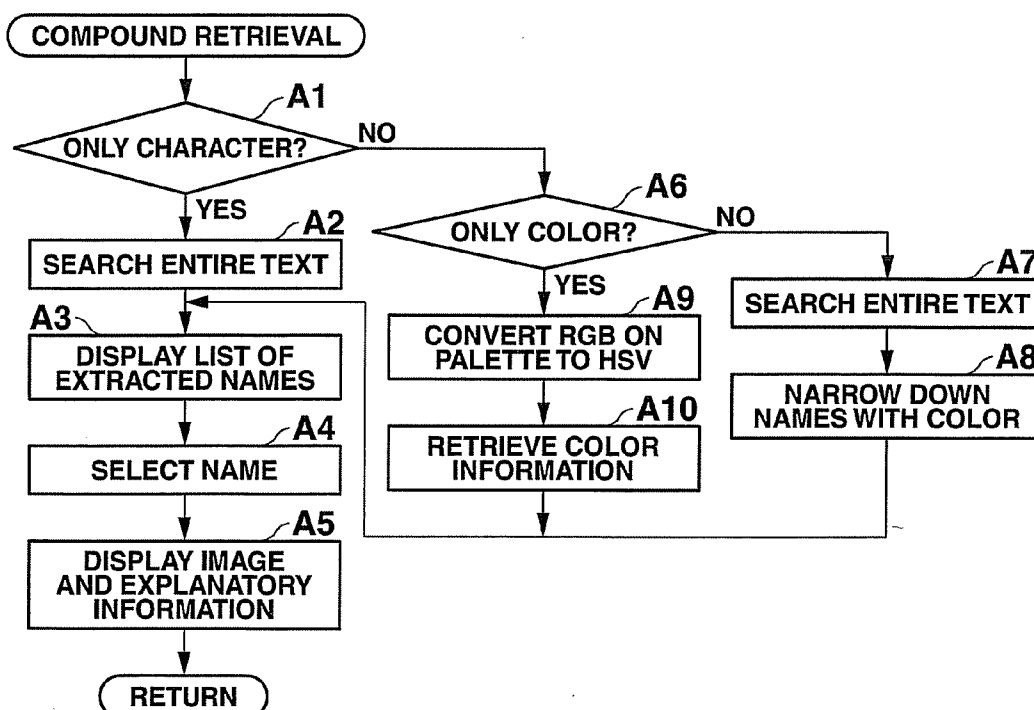 COMPOUND RETRIEVAL
A1
ONLY CHARACTER?
NO
YES
A2
SEARCH ENTIRE TEXT
A3
DISPLAY LIST OF
EXTRACTED NAMES
A4
SELECT NAME
A5
DISPLAY IMAGE
AND EXPLANATORY
INFORMATION
RETURN
A6
ONLY COLOR?
NO
YES
A9
CONVERT RGB ON
PALETTE TO HSV
A10
RETRIEVE COLOR
INFORMATION
A7
SEARCH ENTIRE TEXT
A8
NARROW DOWN
NAMES WITH COLOR